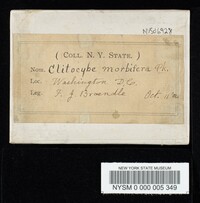 ( COLL. N. Y. STATE. )
Name. Clitocybe morbifera Pk.
Loc. Washington D.C.
Leg. F. J. Braendle Oct.
NEW YORK STATE MUSEUM
NYSM 0 000 005 349